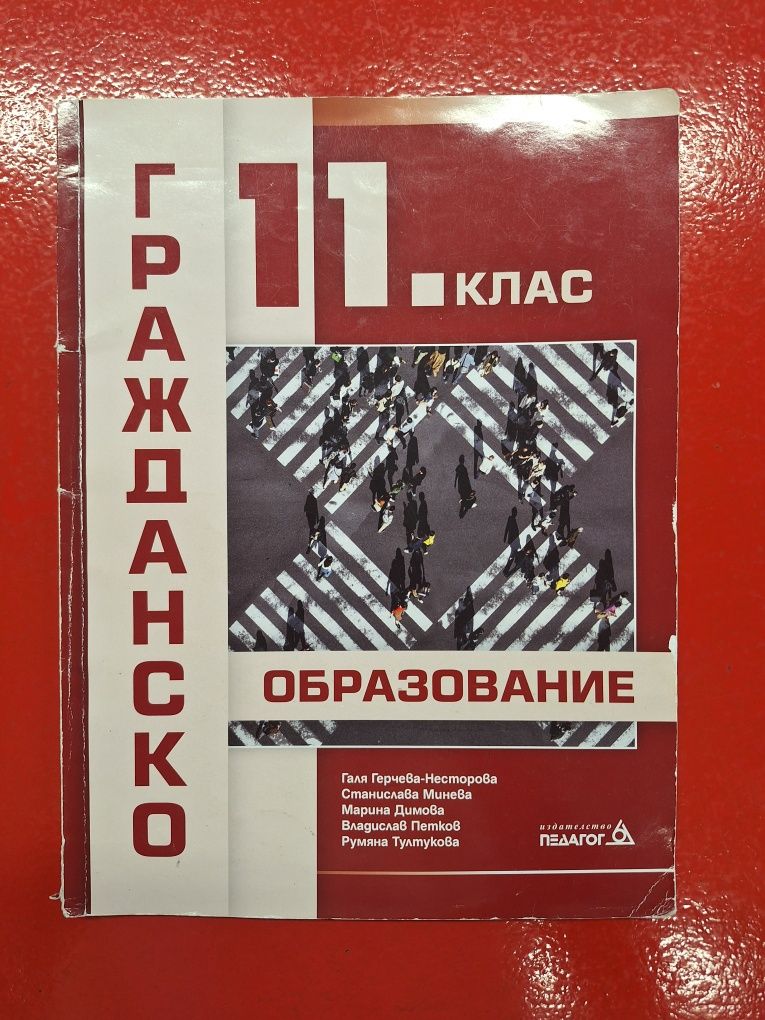 ГРАЖДАНСКО
11. КЛАС
ОБРАЗОВАНИЕ
Галя Герчева-Несторова
Станислава Минева
Марина Димова
Владислав Петков
Румяна Тултукова
издателство
ПЕДАГОГ 6